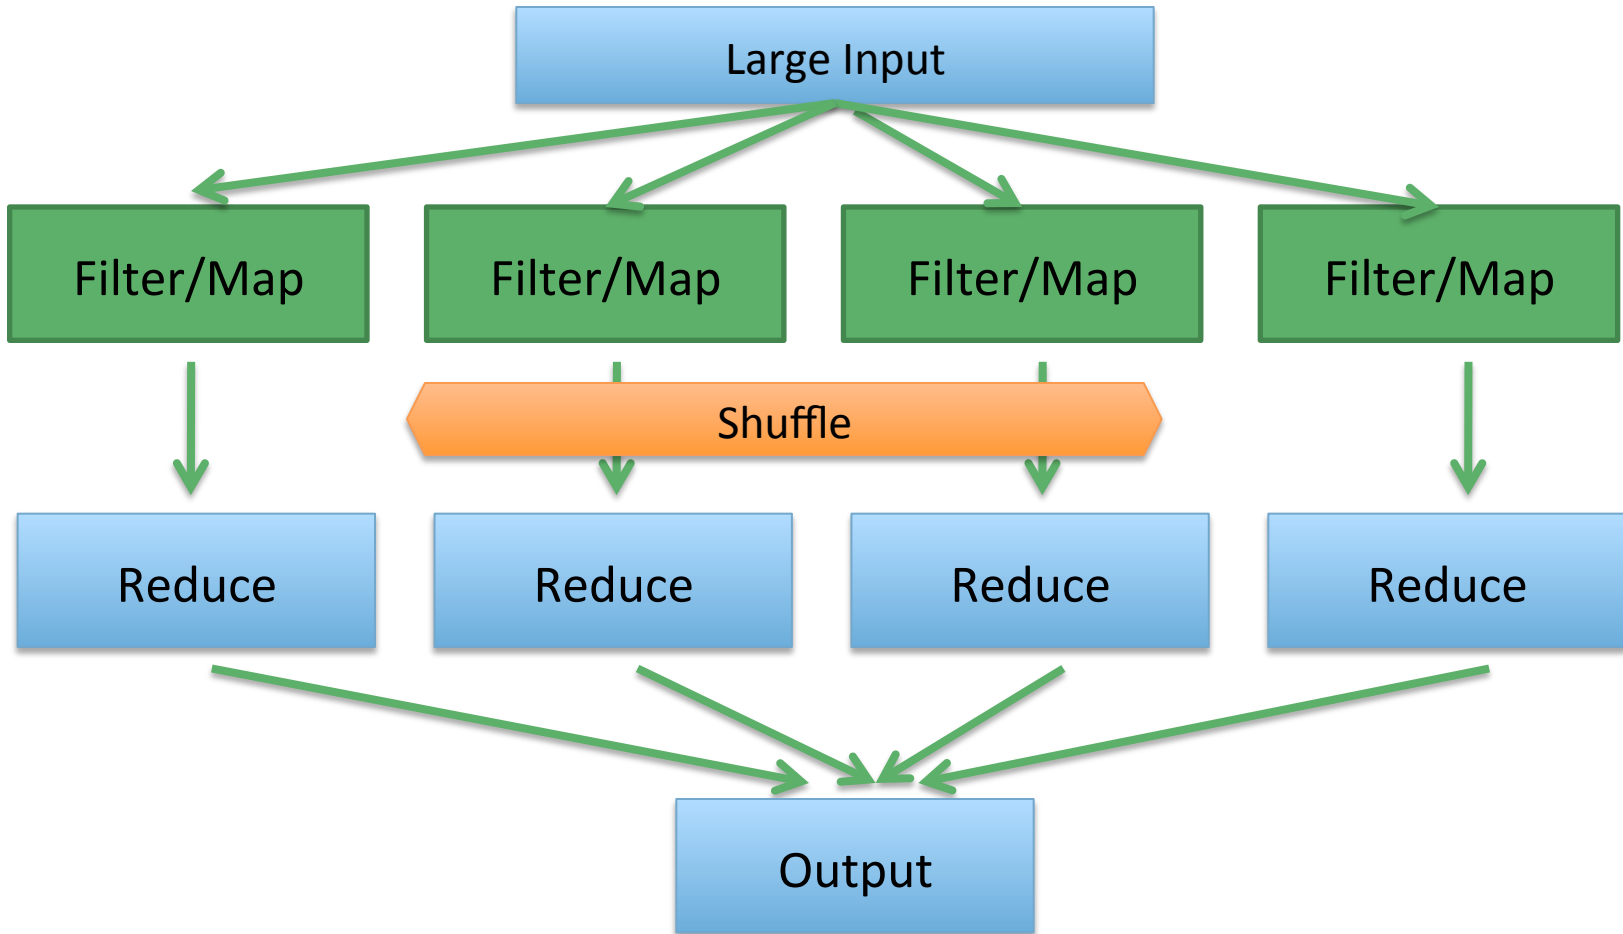 Large Input
Filter/Map
Filter/Map
Filter/Map
Filter/Map
Shuffle
Reduce
Reduce
Reduce
Reduce
Output